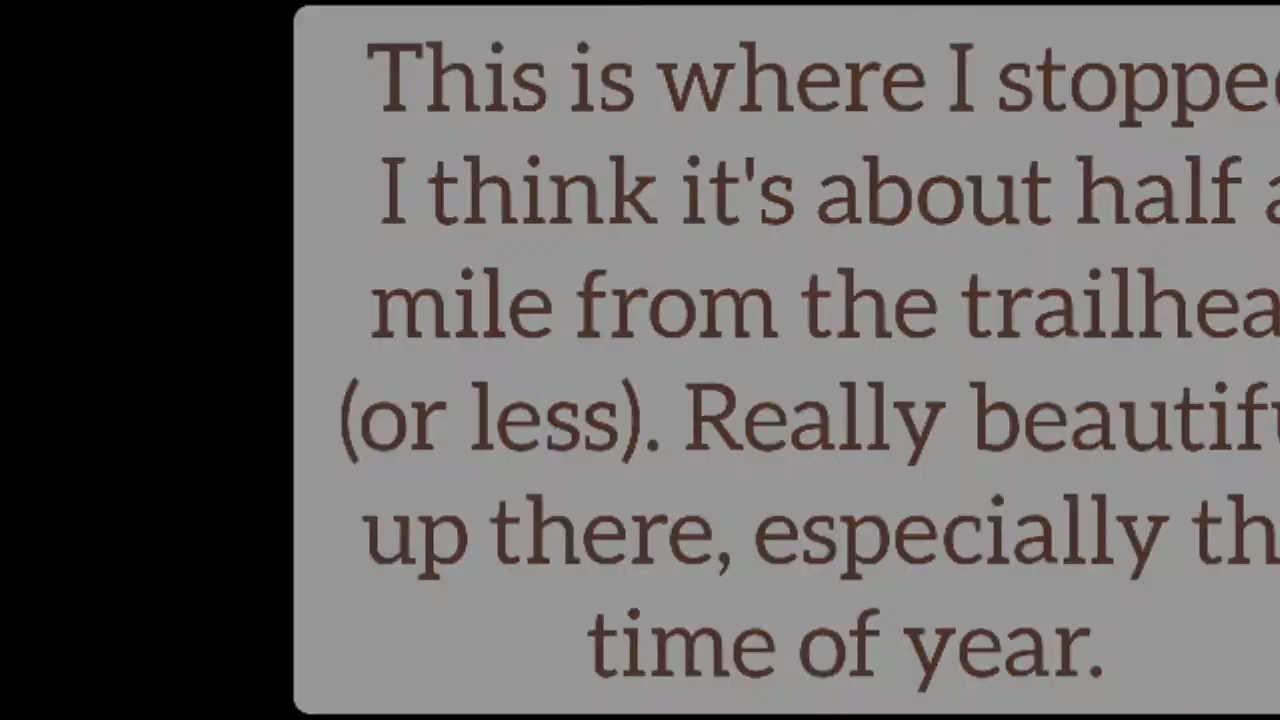 This is where I stoppe
I think it's about half a
mile from the trailhea
(or less). Really beautif
up there, especially th
time of year.